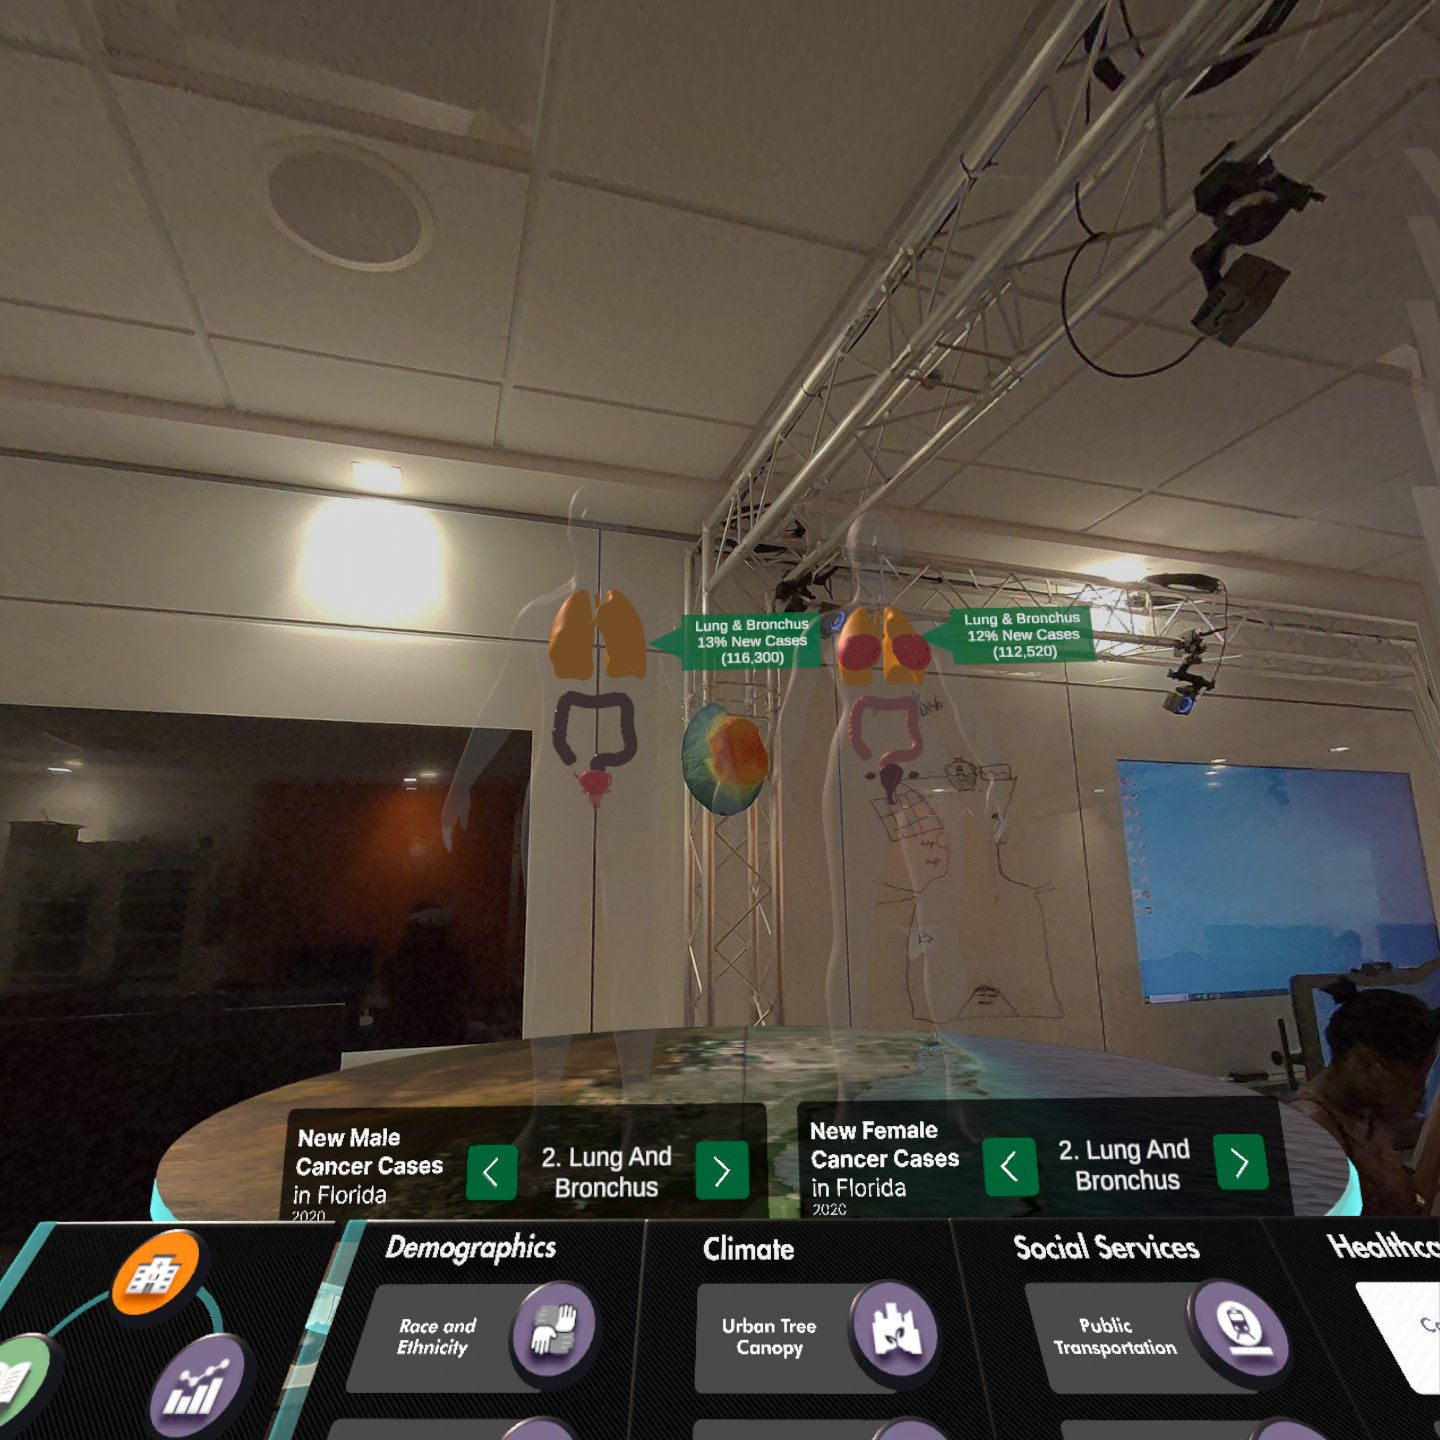 Lung & Bronchus
13% New Cases
(116,300)
Lung & Bronchus
12% New Cases
(112,520)
New Male
Cancer Cases
in Florida
2020
2. Lung And
Bronchus
New Female
Cancer Cases
in Florida
2020
2. Lung And
Bronchus
Demographics
Climate
Social Services
Race and
Ethnicity
Urban Tree
Canopy
Public
Transportation